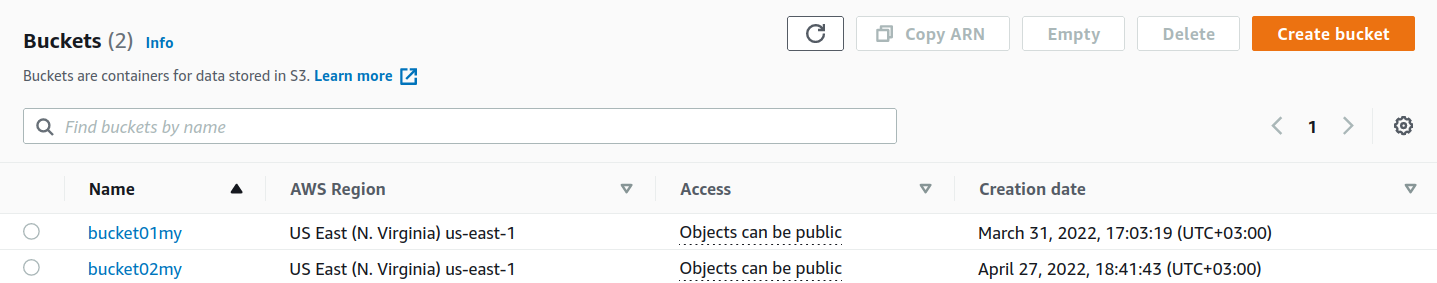 Buckets (2) Info
Copy ARN
Empty
Delete
Create bucket
Buckets are containers for data stored in S3. Learn more
Find buckets by name
1
Name AWS Region Access Creation date
bucket01my US East (N. Virginia) us-east-1 Objects can be public March 31, 2022, 17:03:19 (UTC+03:00)
bucket02my US East (N. Virginia) us-east-1 Objects can be public April 27, 2022, 18:41:43 (UTC+03:00)